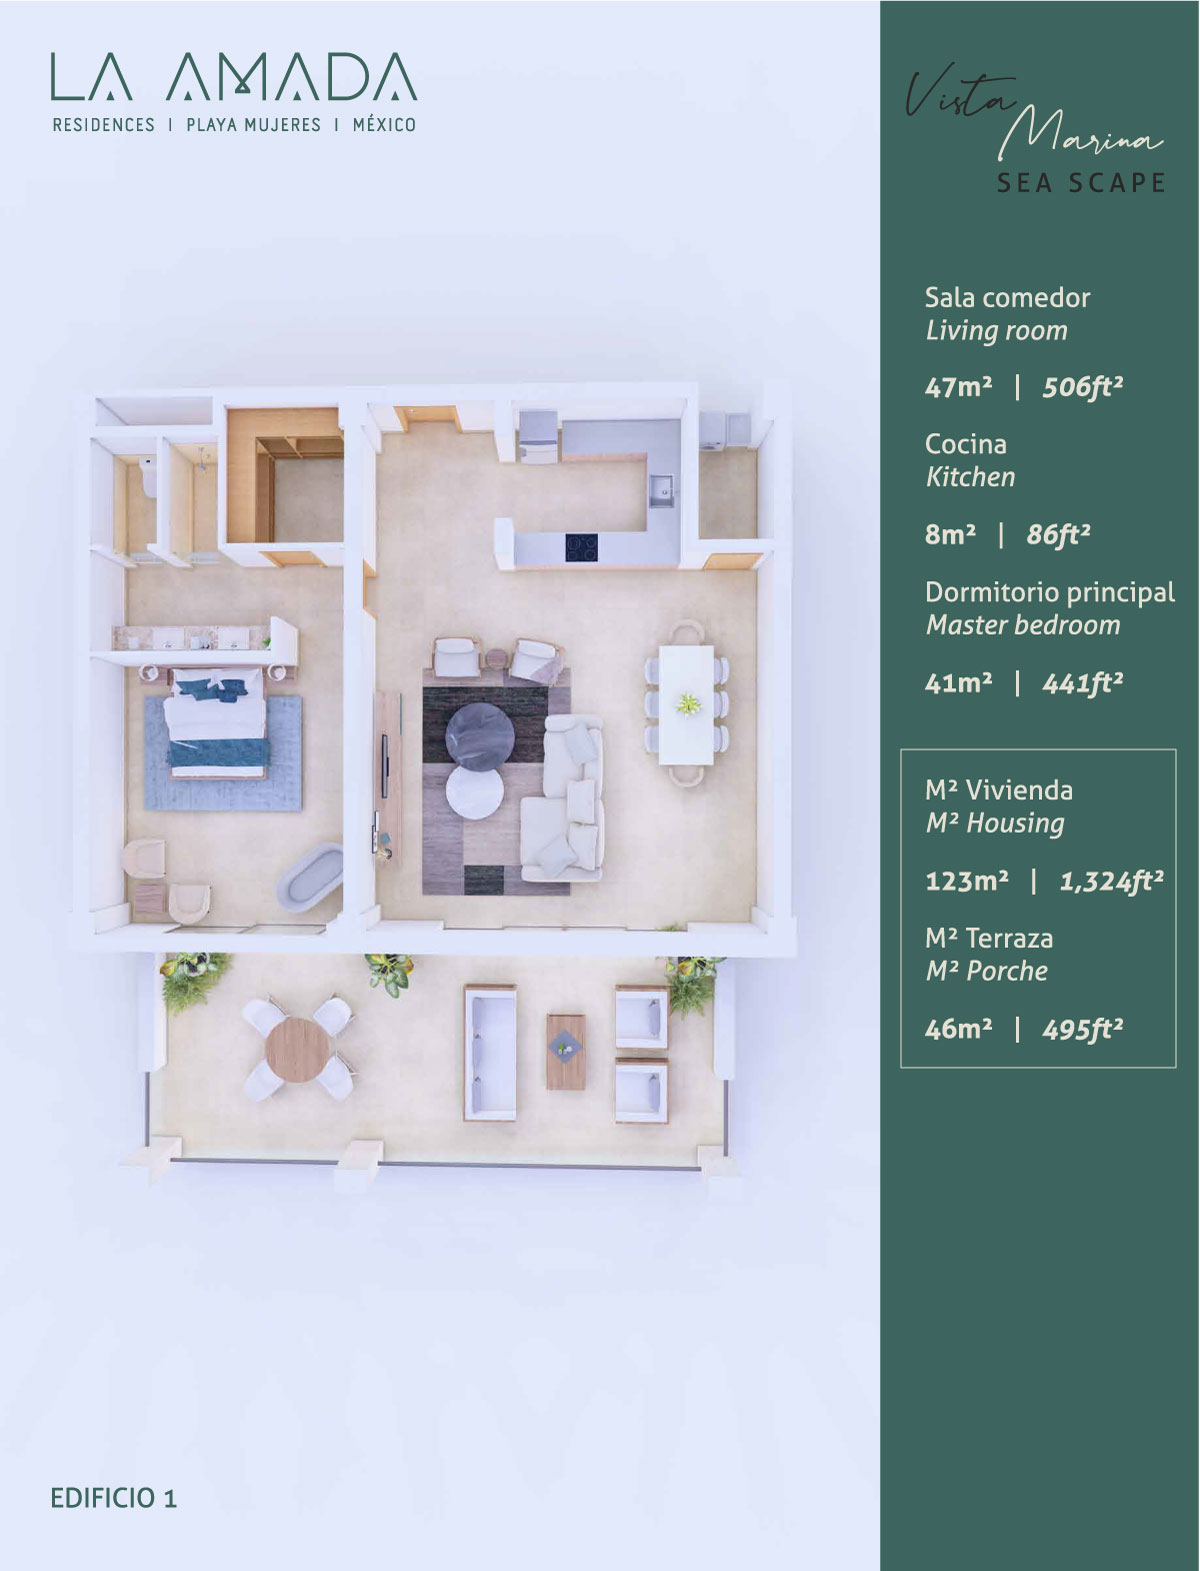 LA AMADA
RESIDENCES | PLAYA MUJERES | MÉXICO
Vista
Marina
SEA SCAPE
Sala comedor
Living room
47m² | 506ft²
Cocina
Kitchen
8m² | 86ft²
Dormitorio principal
Master bedroom
41m² | 441ft²
M² Vivienda
M² Housing
123m² | 1,324ft²
M² Terraza
M² Porche
46m² | 495ft²
EDIFICIO 1